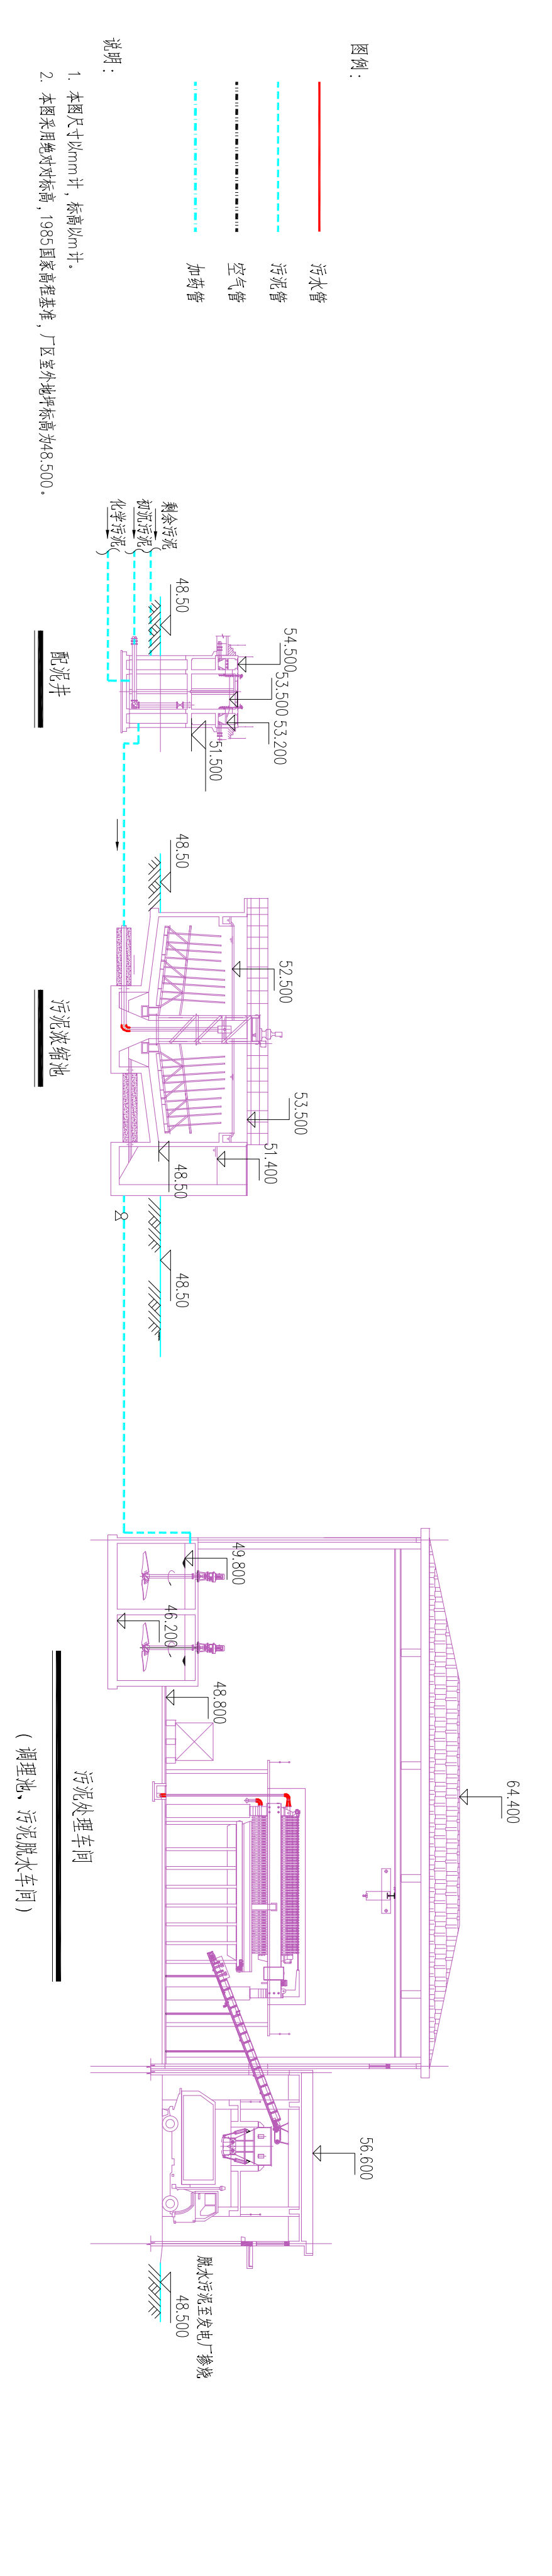 图例：
污水管
污泥管
空气管
加药管
说明：
1. 本图尺寸以mm计，标高以m计。
2. 本图采用绝对对标高，1985国家高程基准，厂区室外地坪标高为48.500。
剩余污泥
初沉污泥
化学污泥
48.50
54.500
53.500
53.200
51.500
配泥井
48.50
52.500
53.500
51.400
48.50
48.50
污泥浓缩池
49.800
46.200
48.800
64.400
56.600
48.500
脱水污泥至发电厂掺烧
污泥处理车间
（调理池、污泥脱水车间）